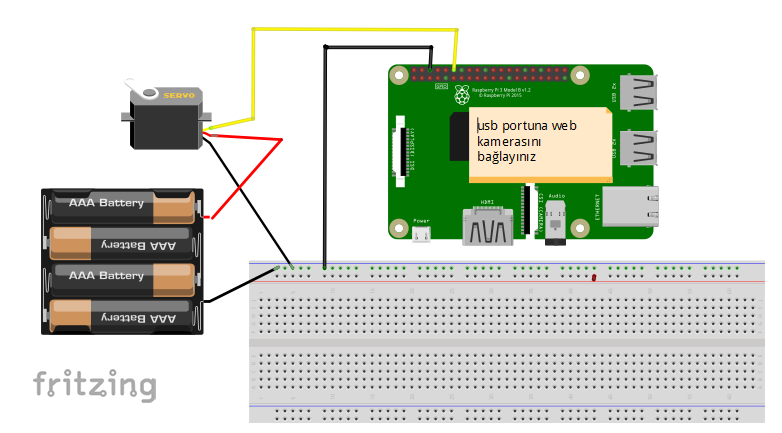 SERVO
GPIO
Raspberry Pi 3 Model B v1.2
© Raspberry Pi 2015
USB 2x
DSI (DISPLAY)
usb portuna web
kamerasını
bağlayınız
USB 2x
AAA Battery
AAA Battery
AAA Battery
AAA Battery
Power
HDMI
CSI (CAMERA)
Audio
ETHERNET
fritzing